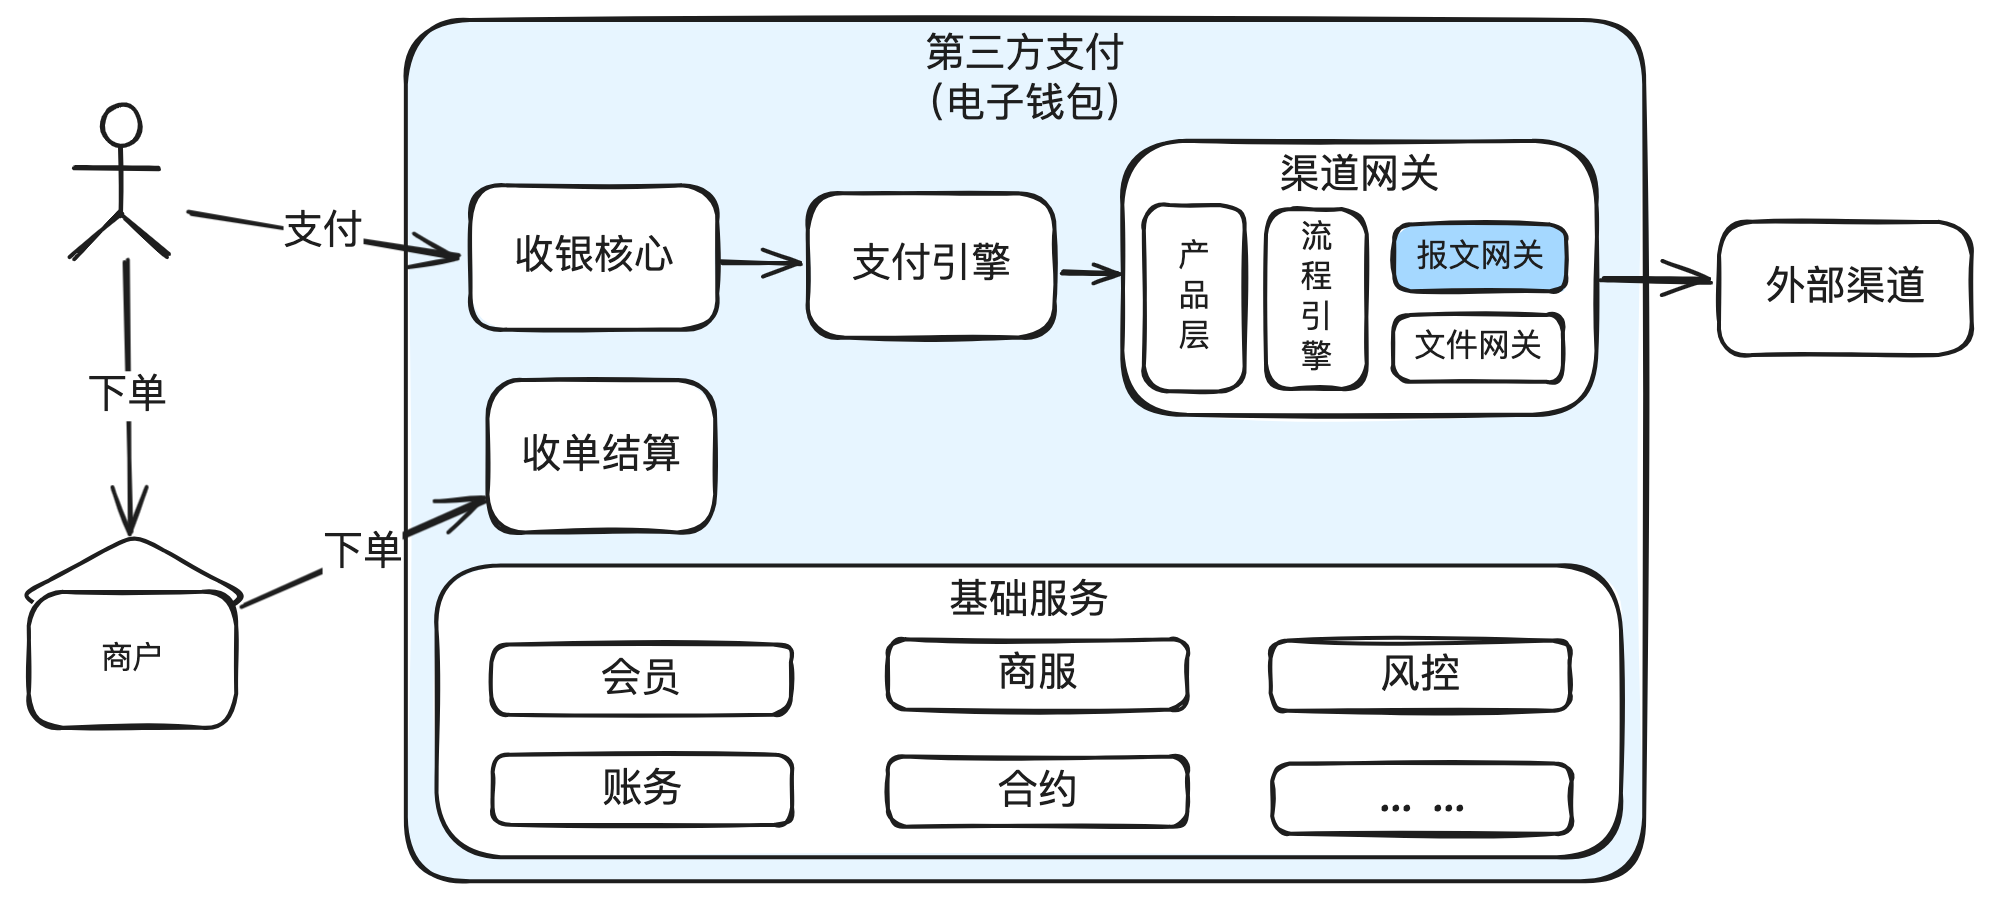 第三方支付
(电子钱包)
支付
收银核心
支付引擎
渠道网关
产
品
层
流
程
引
擎
报文网关
文件网关
外部渠道
下单
收单结算
下单
商户
基础服务
会员
商服
风控
账务
合约
... ...